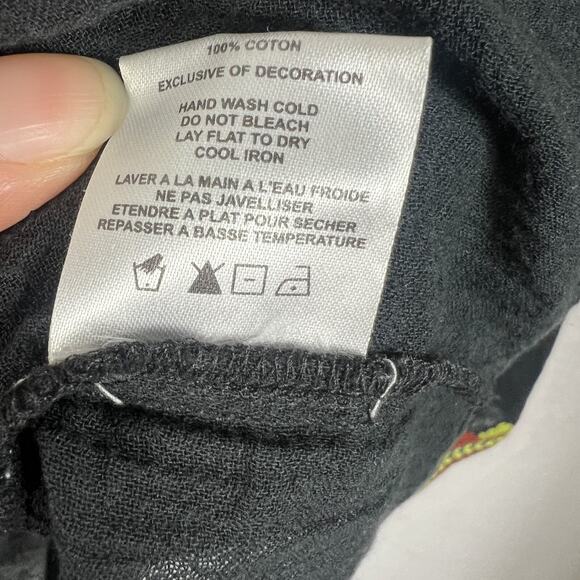 100% COTON
EXCLUSIVE OF DECORATION
HAND WASH COLD
DO NOT BLEACH
LAY FLAT TO DRY
COOL IRON
LAVER A LA MAIN A L'EAU FROIDE
NE PAS JAVELLISER
ETENDRE A PLAT POUR SECHER
REPASSER A BASSE TEMPERATURE